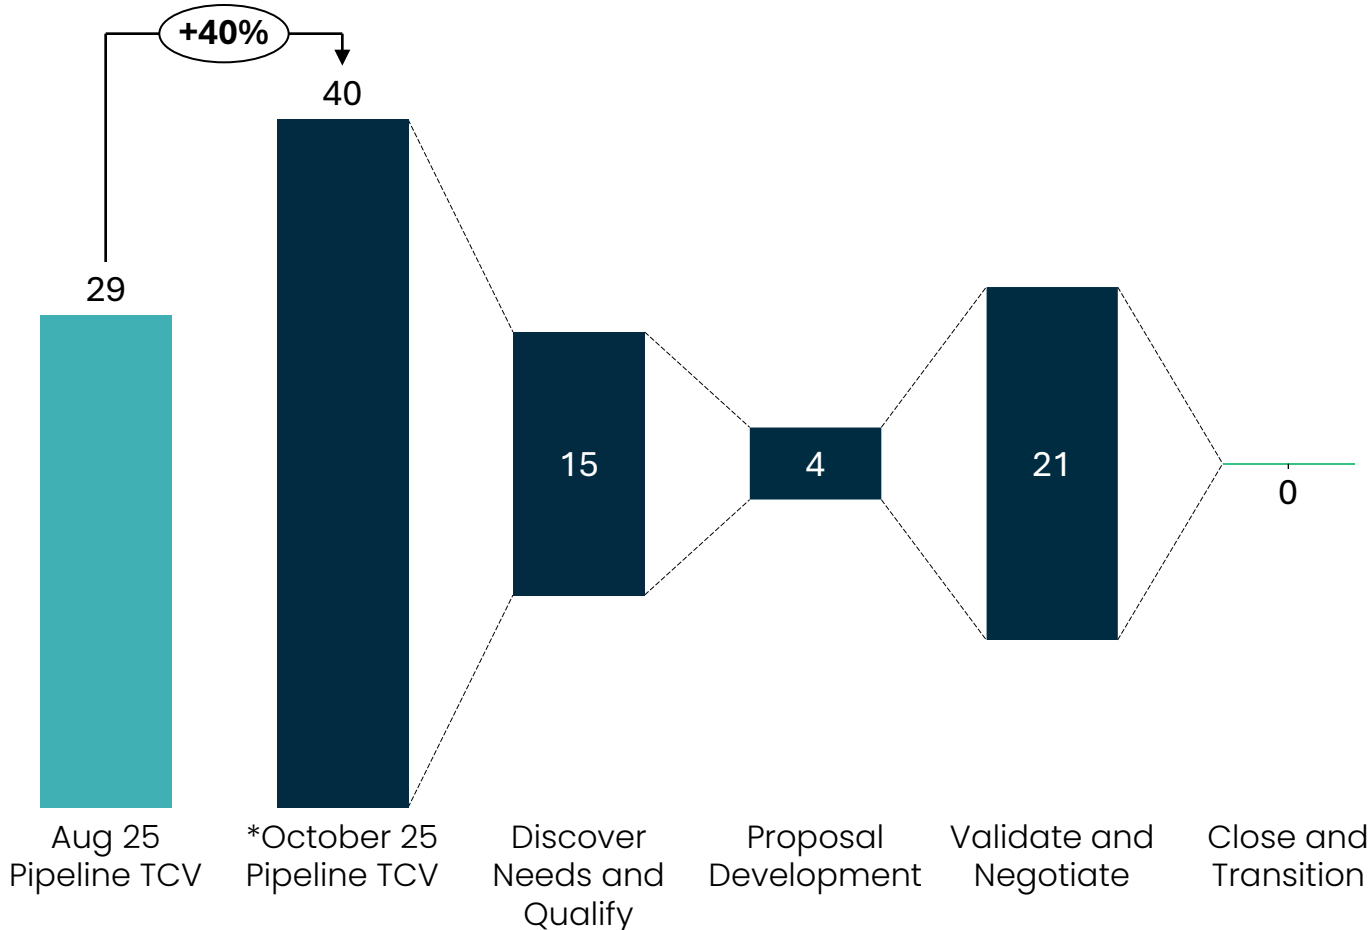 +40%
40
29
15
4
21
0
Aug 25
Pipeline TCV
*October 25
Pipeline TCV
Discover
Needs and
Qualify
Proposal
Development
Validate and
Negotiate
Close and
Transition